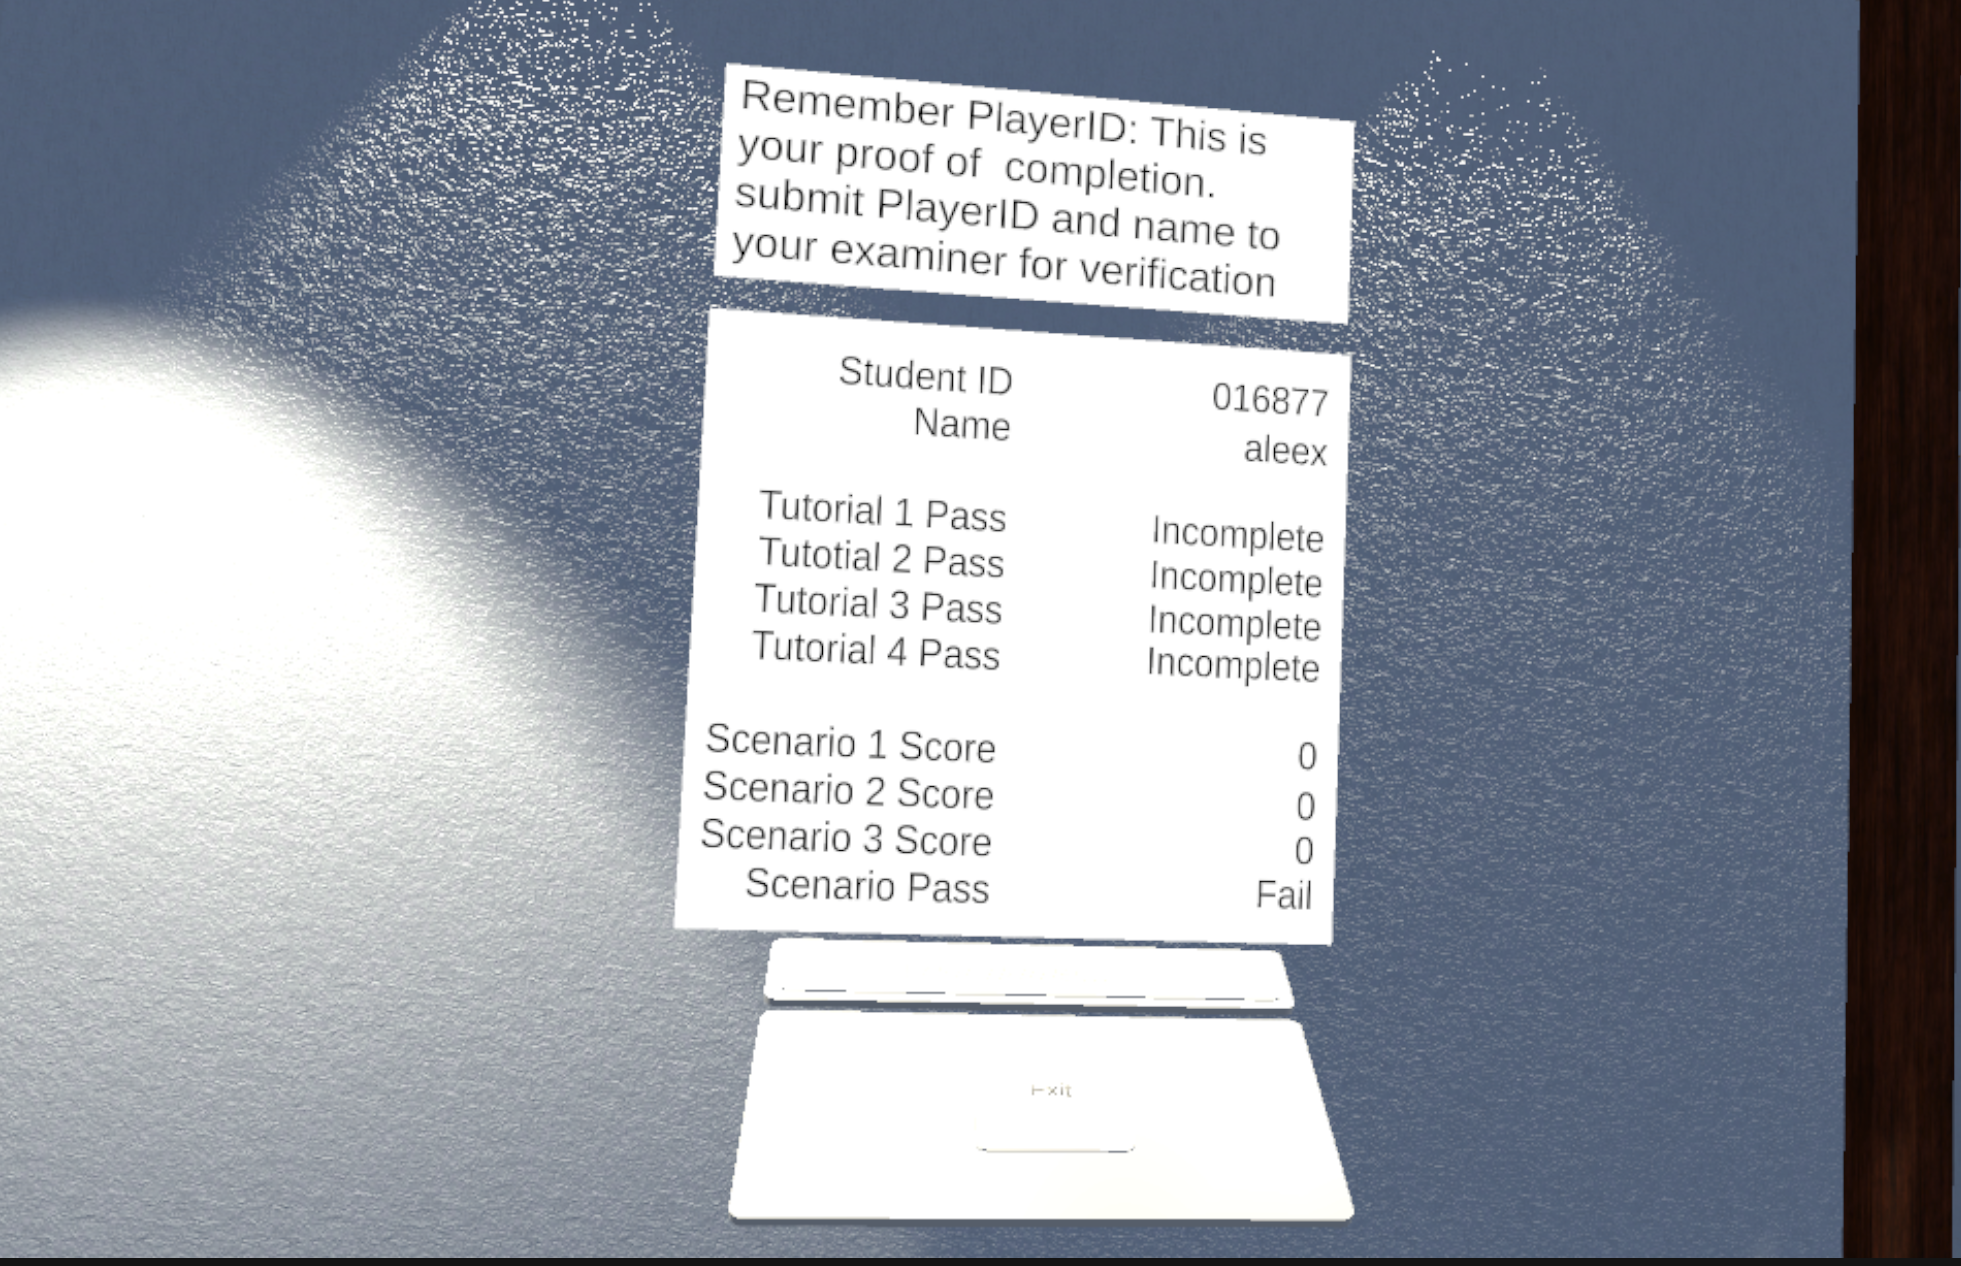 Remember PlayerID: This is
your proof of  completion.
submit PlayerID and name to
your examiner for verification
Student ID 016877
Name aleex
Tutorial 1 Pass Incomplete
Tutotial 2 Pass Incomplete
Tutorial 3 Pass Incomplete
Tutorial 4 Pass Incomplete
Scenario 1 Score 0
Scenario 2 Score 0
Scenario 3 Score 0
Scenario Pass Fail
Exit